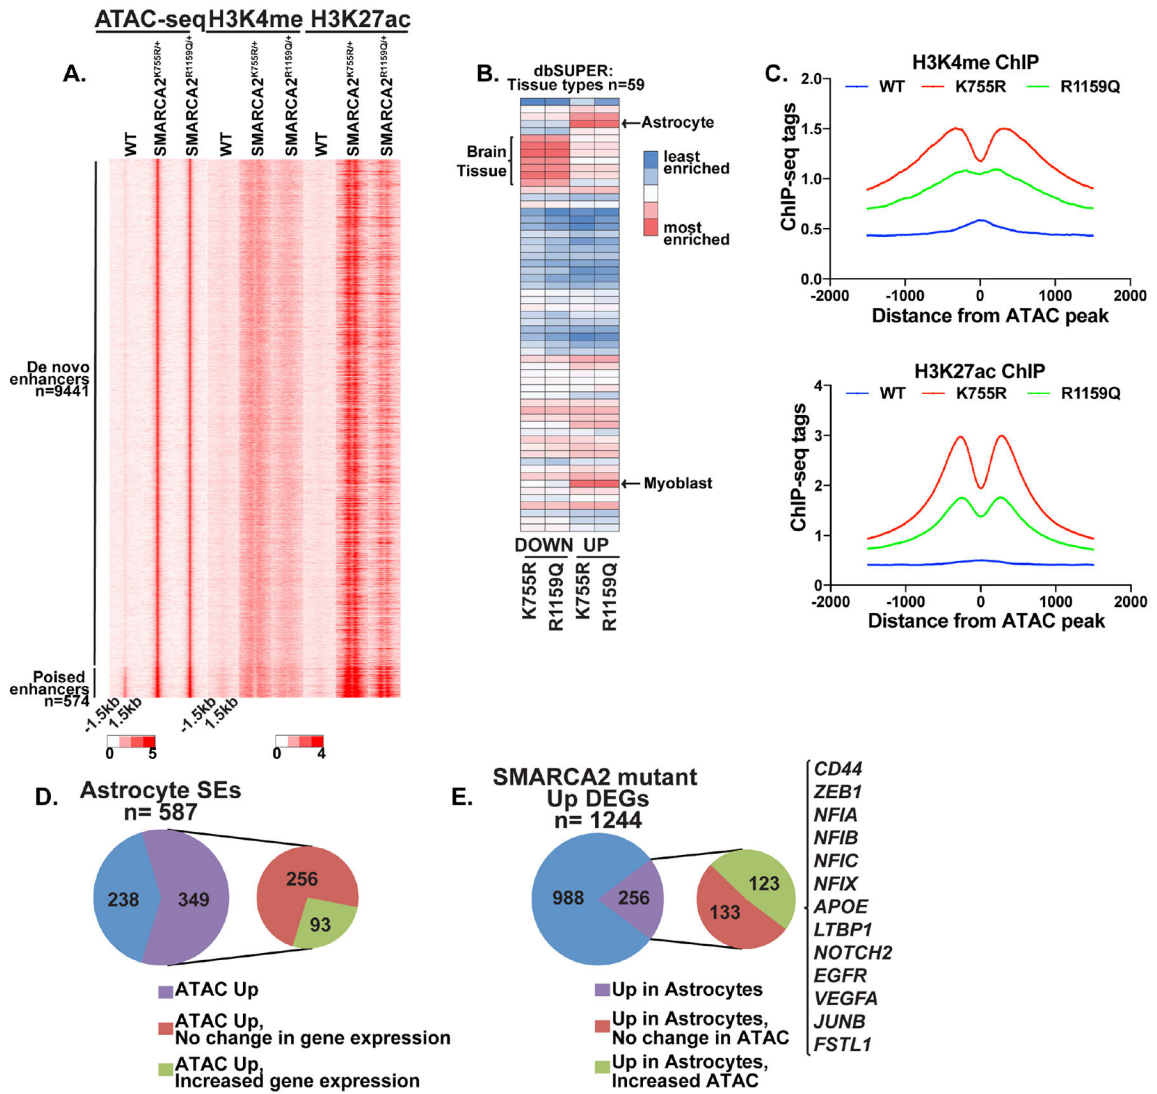 ATAC-seq H3K4me H3K27ac
A.
WT
SMARCA2K755R/+
SMARCA2R1159Q/+
WT
SMARCA2K755R/+
SMARCA2R1159Q/+
WT
SMARCA2K755R/+
SMARCA2R1159Q/+
De novo
enhancers
n=9441
Poised
enhancers
n=574
-1.5kb
1.5kb
-1.5kb
1.5kb
0 5
0 4
B.
dbSUPER:
Tissue types n=59
Astrocyte
Brain
Tissue
least
enriched
most
enriched
Myoblast
DOWN UP
K755R
R1159Q
K755R
R1159Q
C.
H3K4me ChIP
WT K755R R1159Q
ChIP-seq tags
2.0
1.5
1.0
0.5
0.0
-2000 -1000 0 1000 2000
Distance from ATAC peak
H3K27ac ChIP
WT K755R R1159Q
ChIP-seq tags
4
3
2
1
0
-2000 -1000 0 1000 2000
Distance from ATAC peak
D.
Astrocyte SEs
n= 587
238 349
256
93
ATAC Up
ATAC Up,
No change in gene expression
ATAC Up,
Increased gene expression
E.
SMARCA2 mutant
Up DEGs
n= 1244
988 256
123
133
Up in Astrocytes
Up in Astrocytes,
No change in ATAC
Up in Astrocytes,
Increased ATAC
CD44
ZEB1
NFIA
NFIB
NFIC
NFIX
APOE
LTBP1
NOTCH2
EGFR
VEGFA
JUNB
FSTL1